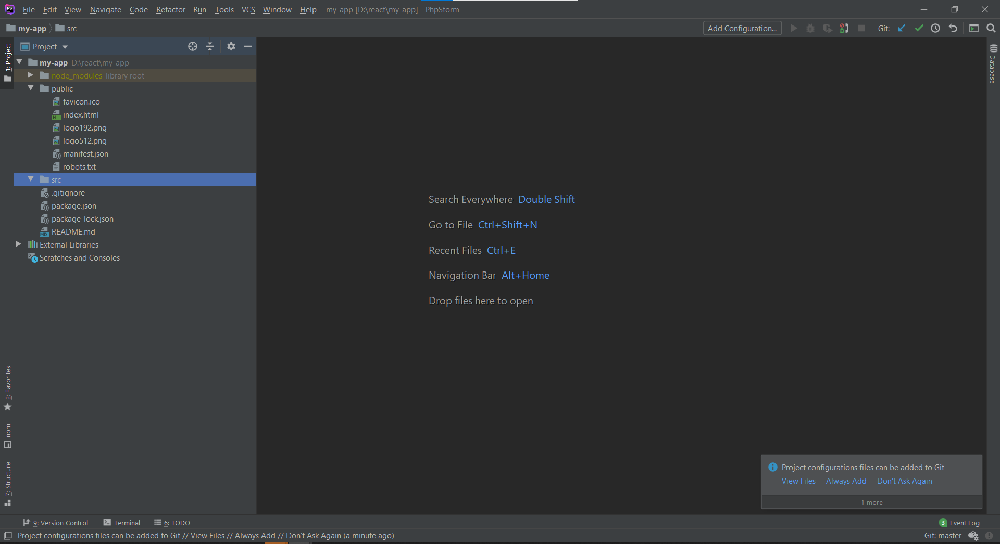 PS File Edit View Navigate Code Refactor Run Tools VCS Window Help my-app [D:\react\my-app] - PhpStorm
my-app src Add Configuration... Git:
Project
1: Project
my-app D:\react\my-app
node_modules library root
public
favicon.ico
index.html
logo192.png
logo512.png
manifest.json
robots.txt
src
.gitignore
package.json
package-lock.json
README.md
External Libraries
Scratches and Consoles
2: Favorites
npm
7: Structure
Search Everywhere Double Shift
Go to File Ctrl+Shift+N
Recent Files Ctrl+E
Navigation Bar Alt+Home
Drop files here to open
Database
Project configurations files can be added to Git
View Files Always Add Don't Ask Again
1 more
9: Version Control Terminal 6: TODO 3 Event Log
Project configurations files can be added to Git // View Files // Always Add // Don't Ask Again (a minute ago) Git: master